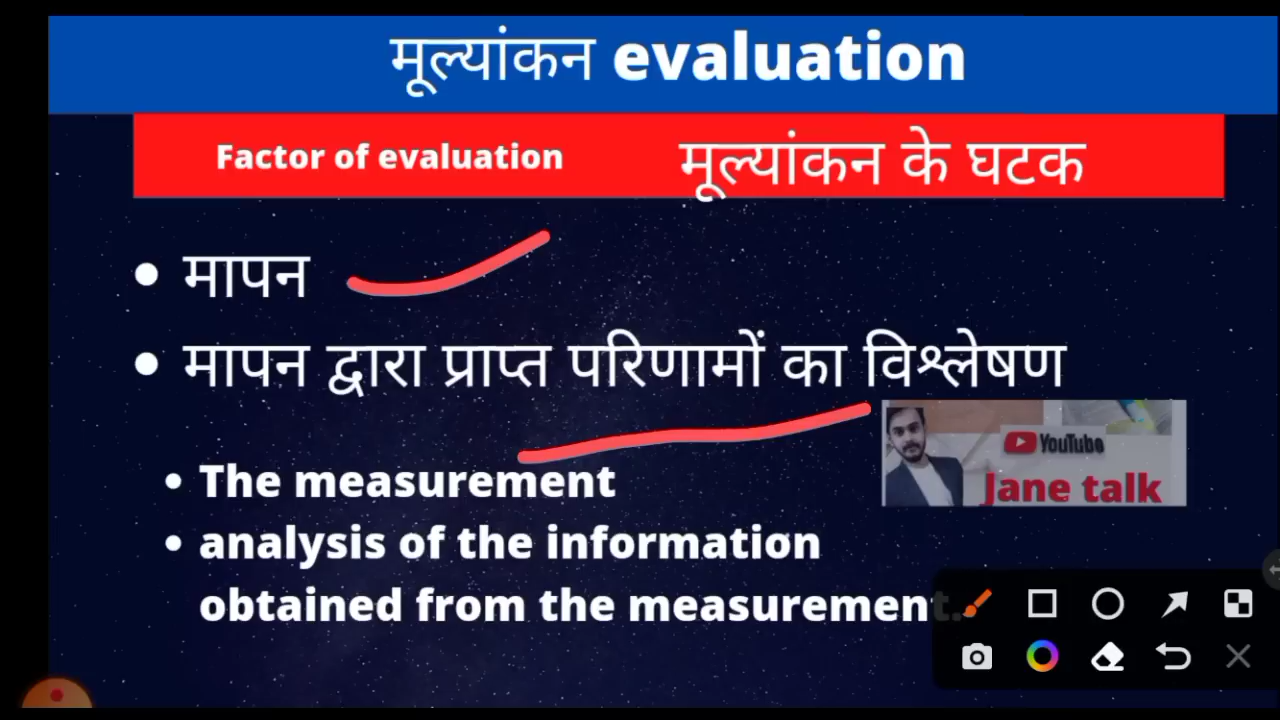 मूल्यांकन evaluation
Factor of evaluation मूल्यांकन के घटक
• मापन
• मापन द्वारा प्राप्त परिणामों का विश्लेषण
YouTube
Jane talk
• The measurement
• analysis of the information
obtained from the measurement.